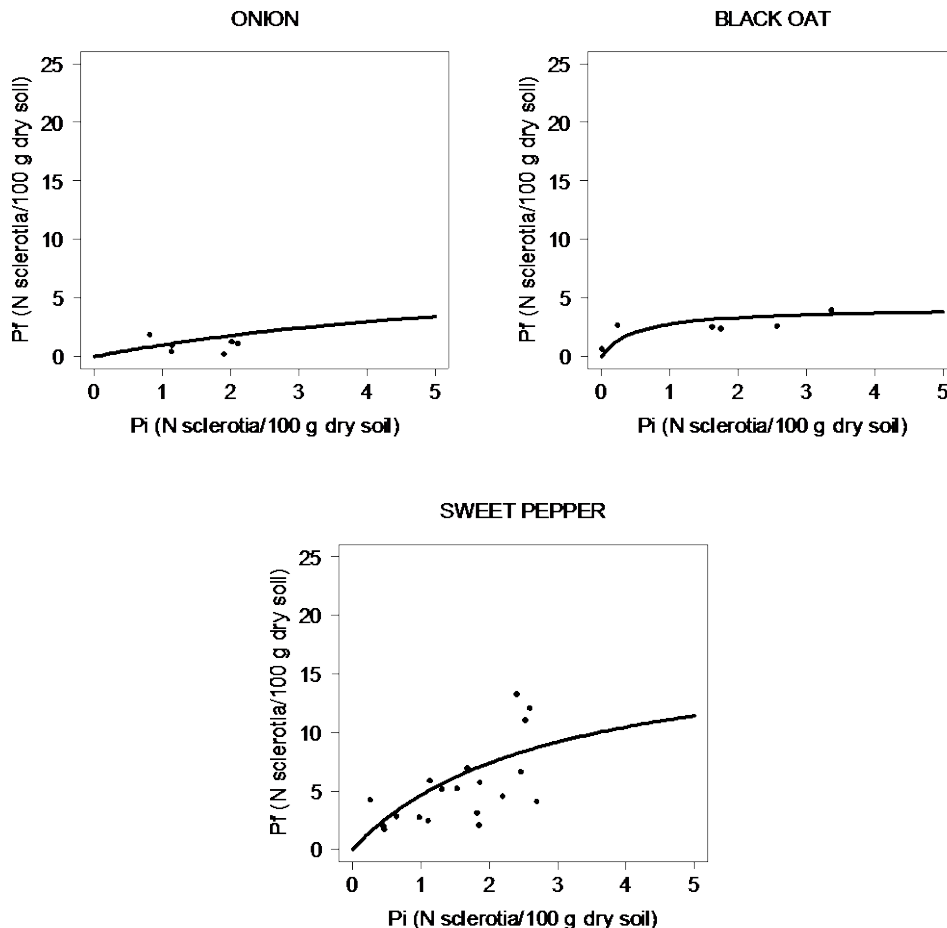 ONION
25
20
15
10
5
0
Pf (N sclerotia/100 g dry soil)
0 1 2 3 4 5
Pi (N sclerotia/100 g dry soil)
BLACK OAT
25
20
15
10
5
0
Pf (N sclerotia/100 g dry soil)
0 1 2 3 4 5
Pi (N sclerotia/100 g dry soil)
SWEET PEPPER
25
20
15
10
5
0
Pf (N sclerotia/100 g dry soil)
0 1 2 3 4 5
Pi (N sclerotia/100 g dry soil)